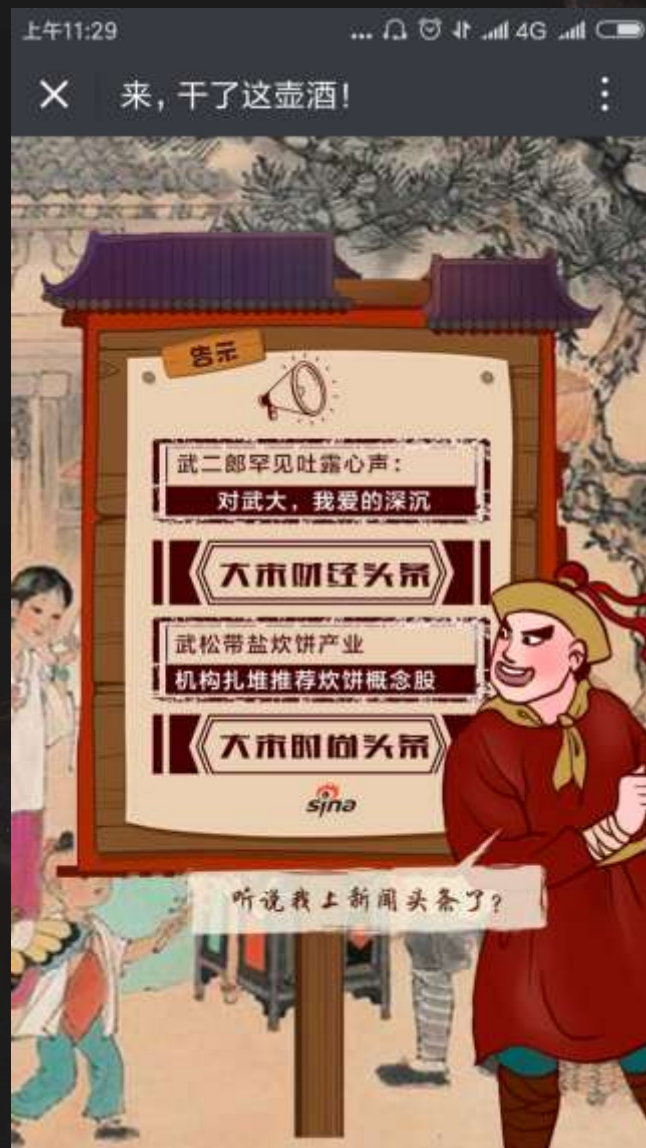 上午11:29
... 4G
来，干了这壶酒！
告示
武二郎罕见吐露心声：
对武大，我爱的深沉
大宋财经头条
武松带盐炊饼产业
机构扎堆推荐炊饼概念股
大宋时尚头条
sina
听说我上新闻头条了？